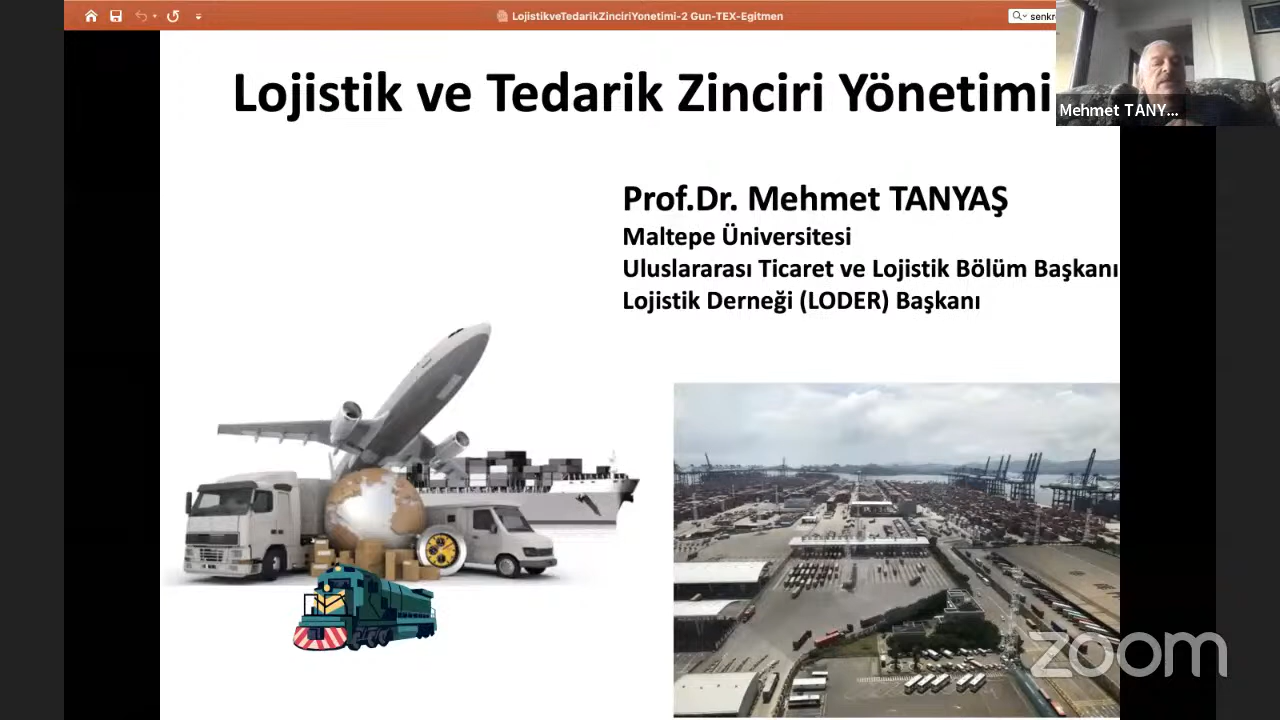 LojistikveTedarikZinciriYonetimi-2 Gun-TEX-Egitmen
senkr
Lojistik ve Tedarik Zinciri Yönetimi
Mehmet TANY...
Prof.Dr. Mehmet TANYAŞ
Maltepe Üniversitesi
Uluslararası Ticaret ve Lojistik Bölüm Başkanı
Lojistik Derneği (LODER) Başkanı
zoom